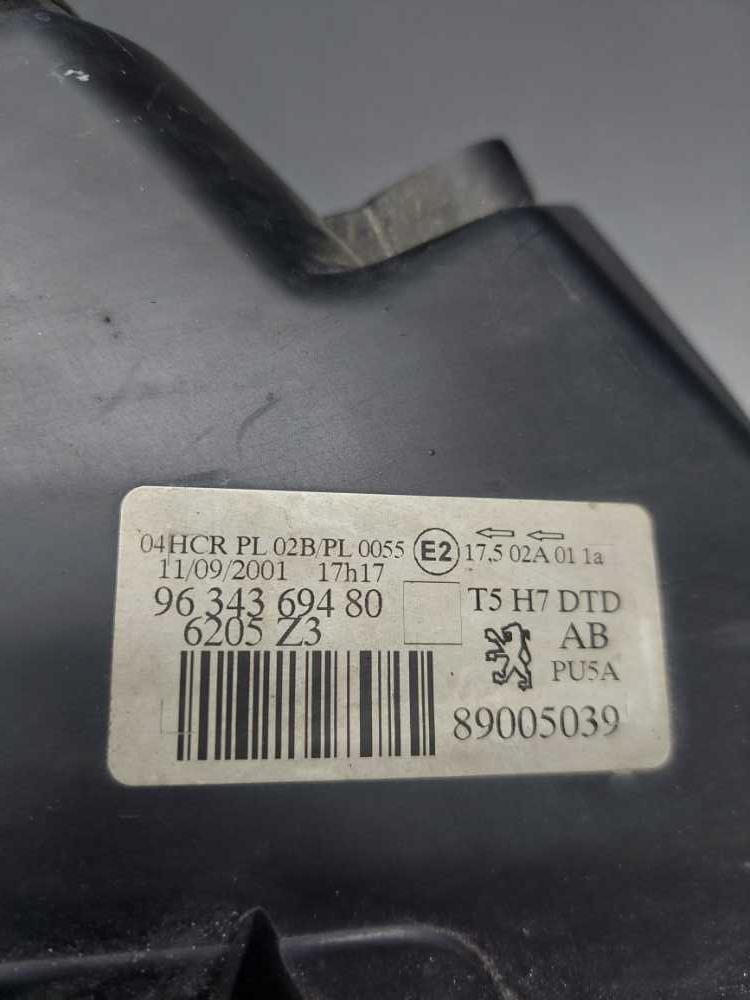 04HCR PL 02B/PL 0055 E2 17,5 02A 01 1a
11/09/2001 17h17
96 343 694 80 T5 H7 DTD
6205 Z3 AB
PU5A
89005039